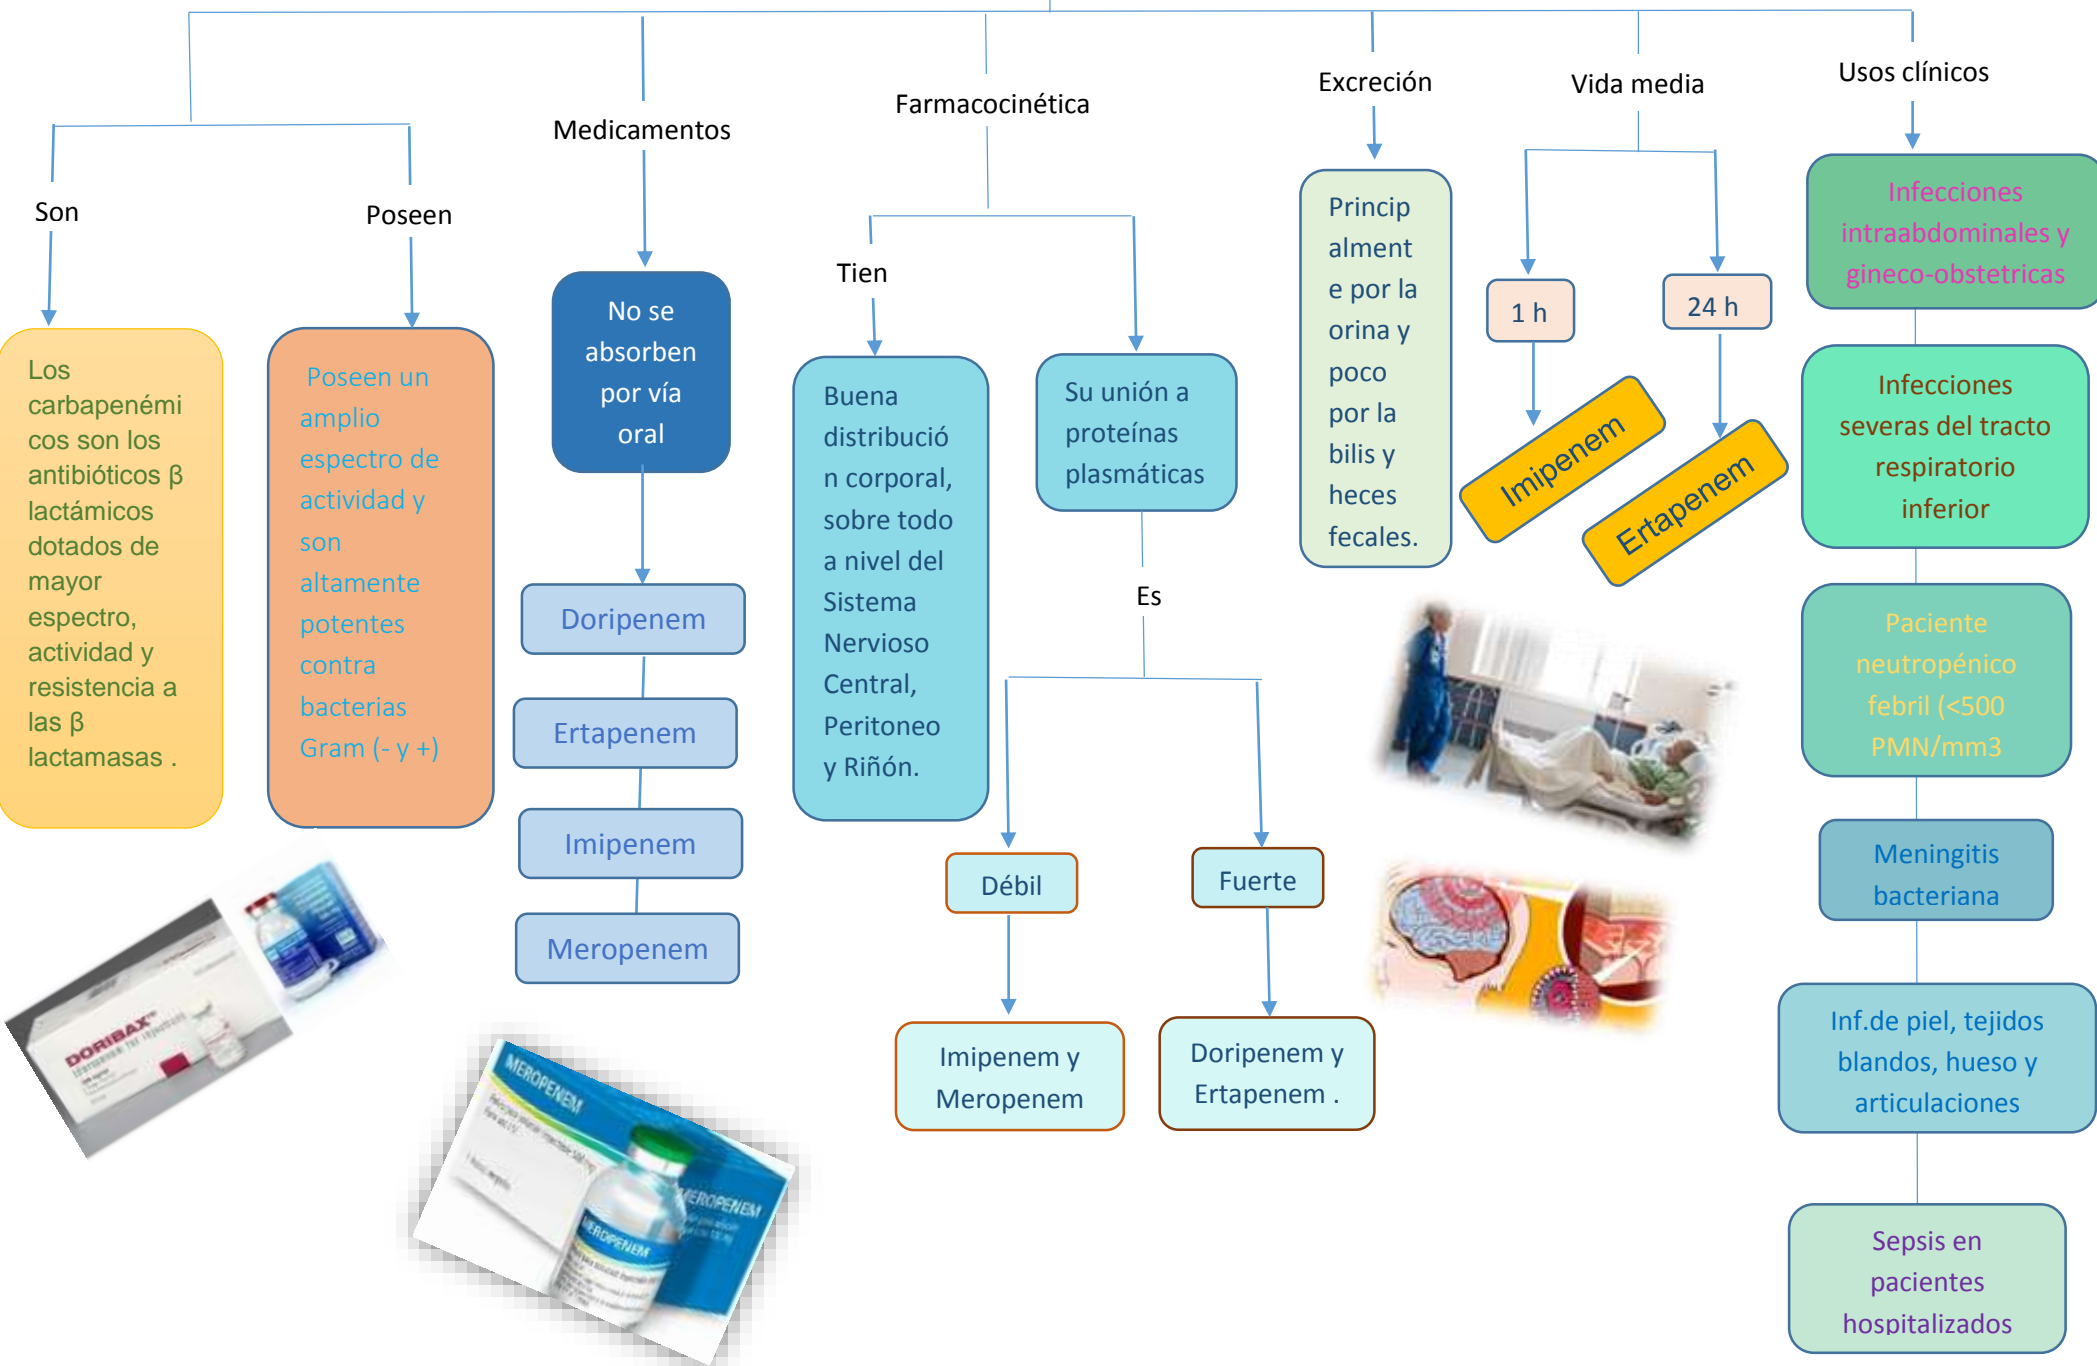 Son
Los
carbapenémi
cos son los
antibióticos β
lactámicos
dotados de
mayor
espectro,
actividad y
resistencia a
las β
lactamasas .
Poseen
Poseen un
amplio
espectro de
actividad y
son
altamente
potentes
contra
bacterias
Gram (- y +)
Medicamentos
No se
absorben
por vía
oral
Doripenem
Ertapenem
Imipenem
Meropenem
Farmacocinética
Tien
Buena
distribució
n corporal,
sobre todo
a nivel del
Sistema
Nervioso
Central,
Peritoneo
y Riñón.
Su unión a
proteínas
plasmáticas
Es
Débil
Imipenem y
Meropenem
Fuerte
Doripenem y
Ertapenem .
Excreción
Princip
alment
e por la
orina y
poco
por la
bilis y
heces
fecales.
Vida media
1 h
Imipenem
24 h
Ertapenem
Usos clínicos
Infecciones
intraabdominales y
gineco-obstetricas
Infecciones
severas del tracto
respiratorio
inferior
Paciente
neutropénico
febril (<500
PMN/mm3
Meningitis
bacteriana
Inf.de piel, tejidos
blandos, hueso y
articulaciones
Sepsis en
pacientes
hospitalizados
DORIBAX
MEROPENEM
MEROPENEM
MEROPENEM